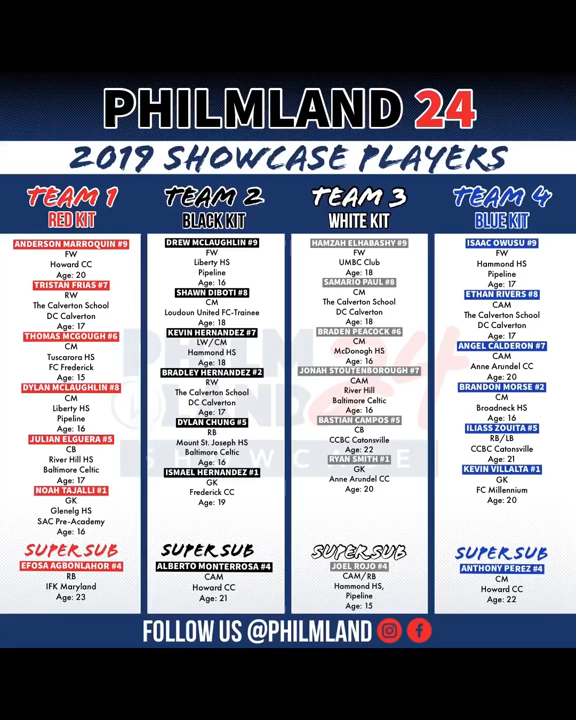 PHILMLAND 24
2019 SHOWCASE PLAYERS
TEAM 1
RED KIT
ANDERSON MARROQUIN #9
FW
Howard CC
Age: 20
TRISTAN FRIAS #7
RW
The Calverton School
DC Calverton
Age: 17
THOMAS MCGOUGH #6
CM
Tuscarora HS
FC Frederick
Age: 15
DYLAN MCLAUGHLIN #8
CM
Liberty HS
Pipeline
Age: 16
JULIAN ELGUERA #5
CB
River Hill HS
Baltimore Celtic
Age: 17
NOAH TAJALLI #1
GK
Glenelg HS
SAC Pre-Academy
Age: 16
SUPER SUB
EFOSA AGBONLAHOR #4
RB
IFK Maryland
Age: 23
TEAM 2
BLACK KIT
DREW MCLAUGHLIN #9
FW
Liberty HS
Pipeline
Age: 16
SHAWN DIBOTI #8
CM
Loudoun United FC-Trainee
Age: 18
KEVIN HERNANDEZ #7
LW/CM
Hammond HS
Age: 18
BRADLEY HERNANDEZ #2
RW
The Calverton School
DC Calverton
Age: 17
DYLAN CHUNG #5
RB
Mount St. Joseph HS
Baltimore Celtic
Age: 16
ISMAEL HERNANDEZ #1
GK
Frederick CC
Age: 19
SUPER SUB
ALBERTO MONTERROSA #4
CAM
Howard CC
Age: 21
TEAM 3
WHITE KIT
HAMZAH ELHABASHY #9
FW
UMBC Club
Age: 18
SAMARIO PAUL #8
CM
The Calverton School
DC Calverton
Age: 18
BRADEN PEACOCK #6
CM
McDonogh HS
Age: 16
JONAH STOUTENBOROUGH #7
CAM
River Hill
Baltimore Celtic
Age: 16
BASTIAN CAMPOS #5
CB
CCBC Catonsville
Age: 22
RYAN SMITH #1
GK
Anne Arundel CC
Age: 20
SUPER SUB
JOEL ROJO #4
CAM/RB
Hammond HS,
Pipeline
Age: 15
TEAM 4
BLUE KIT
ISAAC OWUSU #9
FW
Hammond HS
Pipeline
Age: 17
ETHAN RIVERS #8
CAM
The Calverton School
DC Calverton
Age: 17
ANGEL CALDERON #7
CAM
Anne Arundel CC
Age: 20
BRANDON MORSE #2
CM
Broadneck HS
Age: 16
ILIASS ZOUITA #5
RB/LB
CCBC Catonsville
Age: 21
KEVIN VILLALTA #1
GK
FC Millennium
Age: 20
SUPER SUB
ANTHONY PEREZ #4
CM
Howard CC
Age: 22
PHILM
LAND
24
SHOWCASE
FOLLOW US @PHILMLAND